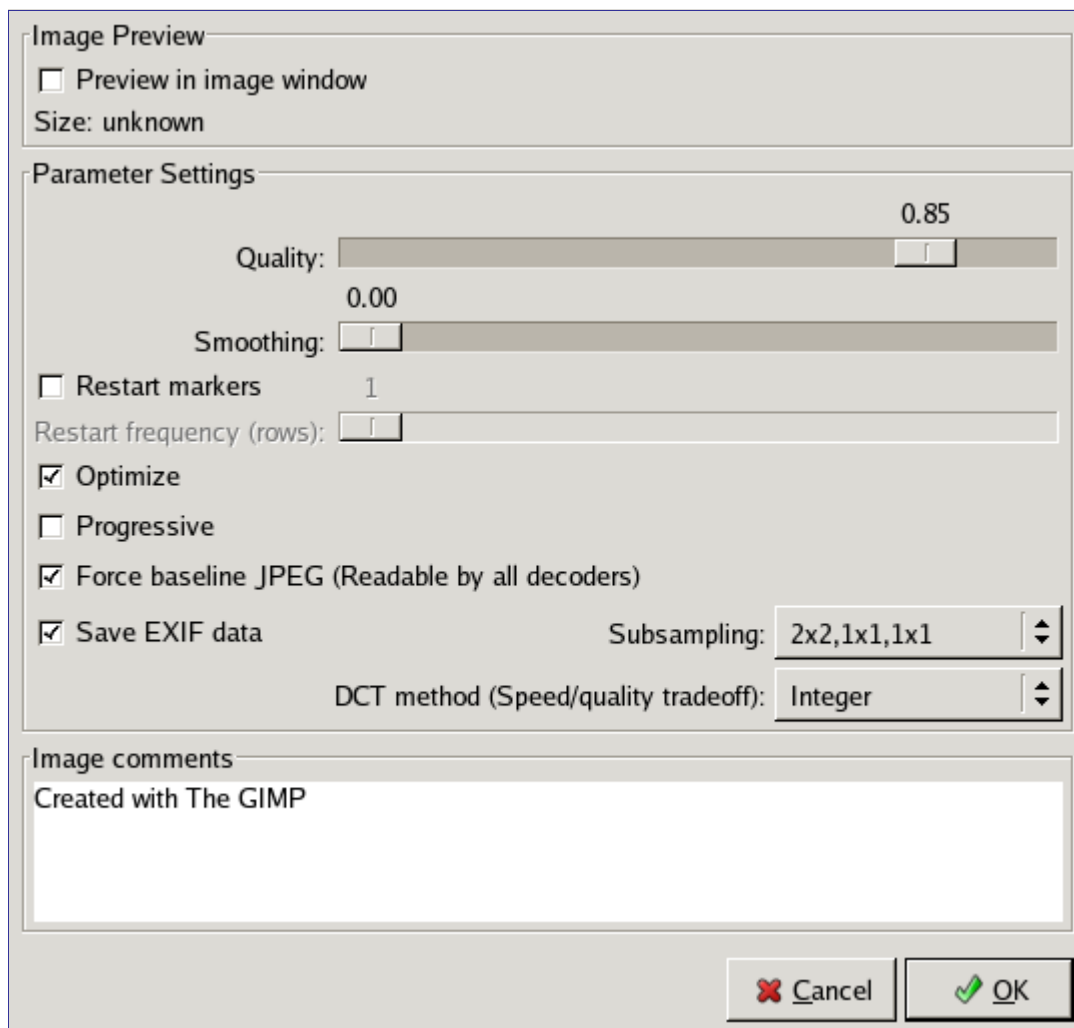 Image Preview
Preview in image window
Size: unknown
Parameter Settings
0.85
Quality:
0.00
Smoothing:
Restart markers 1
Restart frequency (rows):
Optimize
Progressive
Force baseline JPEG (Readable by all decoders)
Save EXIF data Subsampling: 2x2,1x1,1x1
DCT method (Speed/quality tradeoff): Integer
Image comments
Created with The GIMP
Cancel OK